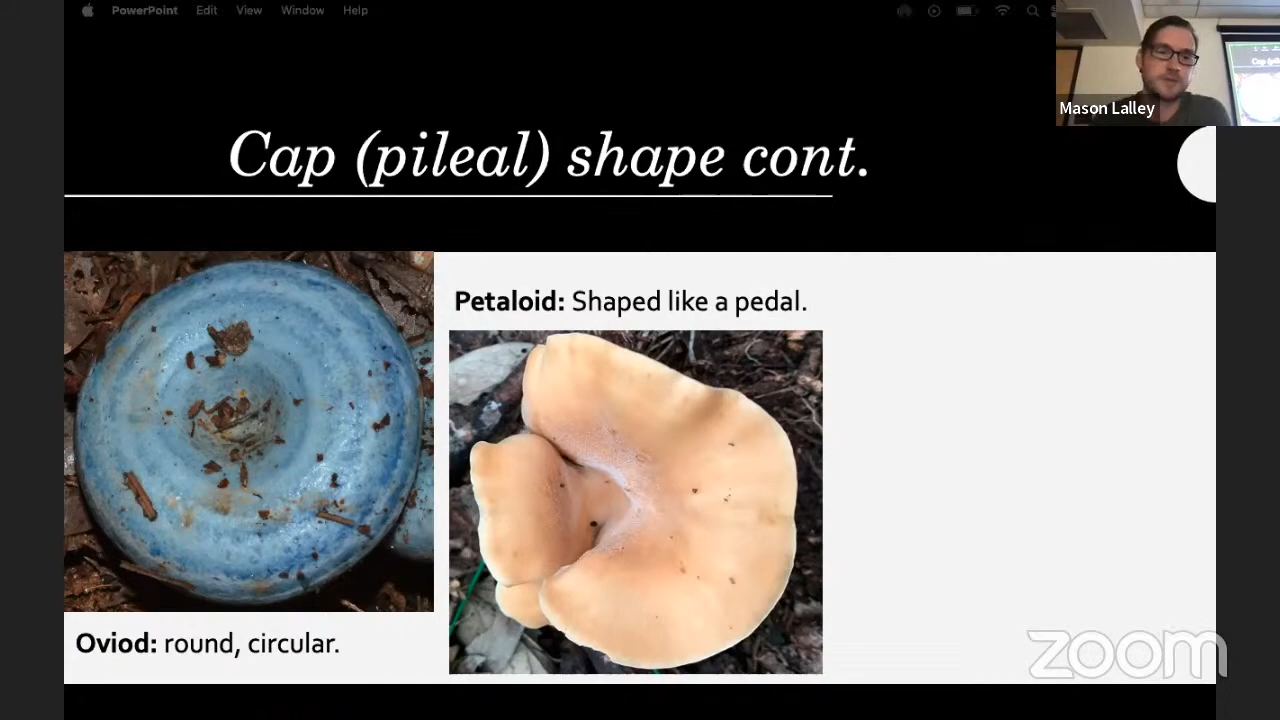 PowerPoint Edit View Window Help
Mason Lalley
Cap (pileal) shape cont.
Petaloid: Shaped like a pedal.
Oviod: round, circular.
zoom